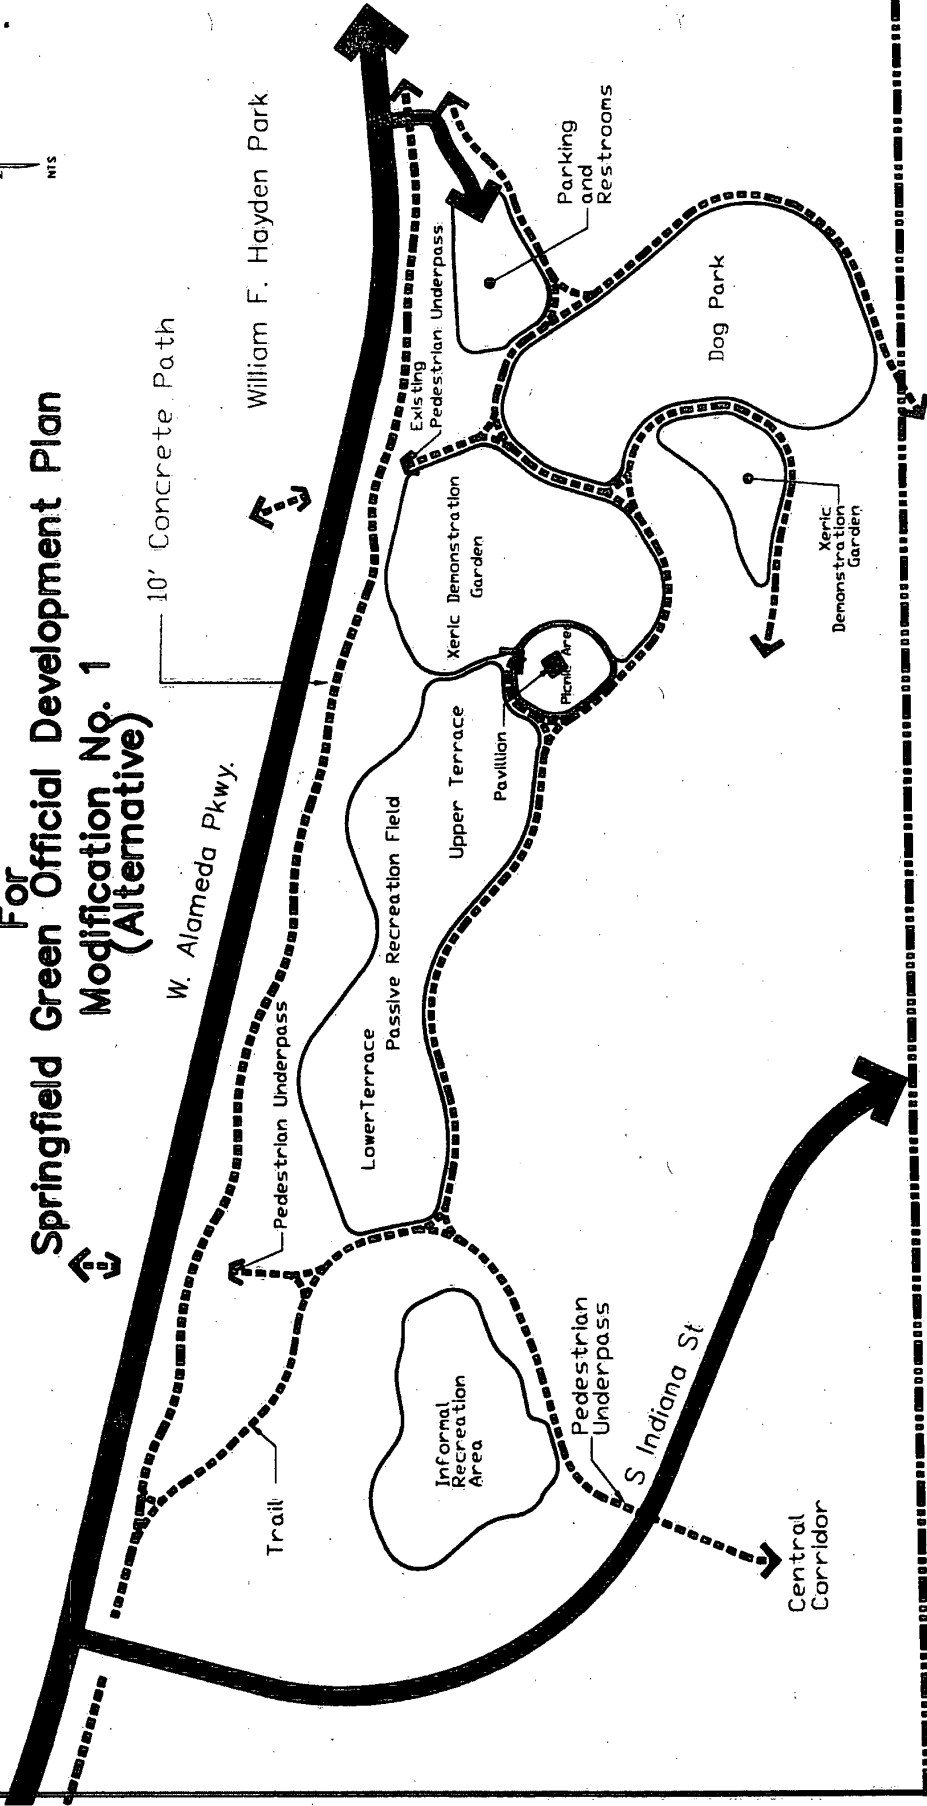 For
Springfield Green Official Development Plan
Modification No. 1
(Alternative)
NTS
10' Concrete Path
William F. Hayden Park
W. Alameda Pkwy.
Existing
Pedestrian Underpass
Parking
and
Restrooms
Pedestrian Underpass
Xeric Demonstration
Garden
Dog Park
Passive Recreation Field
Upper Terrace
Pavillion
Picnic Area
LowerTerrace
Xeric
Demonstration
Garden
Trail
Informal
Recreation
Area
Pedestrian
Underpass
S Indiana St
Central
Corridor